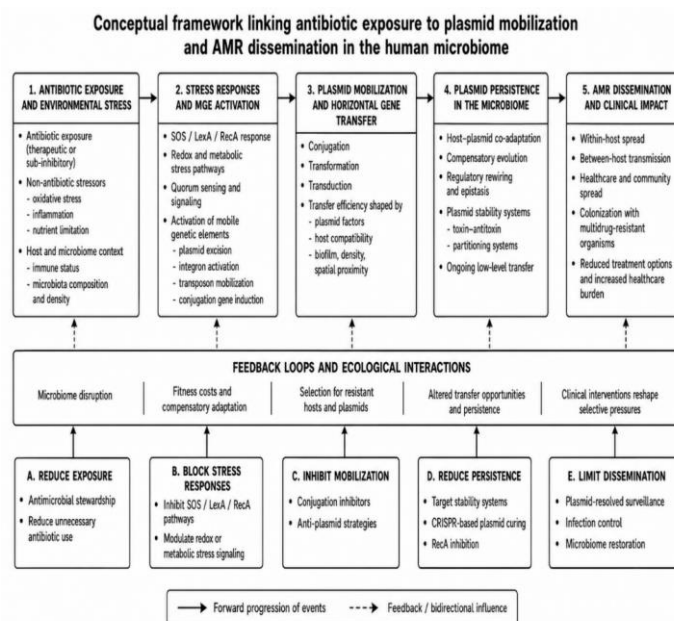 Conceptual framework linking antibiotic exposure to plasmid mobilization
and AMR dissemination in the human microbiome
1. ANTIBIOTIC EXPOSURE
AND ENVIRONMENTAL STRESS
• Antibiotic exposure
(therapeutic or
sub-inhibitory)
• Non-antibiotic stressors
- oxidative stress
- inflammation
- nutrient limitation
• Host and microbiome context
- immune status
- microbiota composition
and density
2. STRESS RESPONSES
AND MGE ACTIVATION
• SOS / LexA / RecA response
• Redox and metabolic
stress pathways
• Quorum sensing and
signaling
• Activation of mobile
genetic elements
- plasmid excision
- integron activation
- transposon mobilization
- conjugation gene induction
3. PLASMID MOBILIZATION
AND HORIZONTAL GENE
TRANSFER
• Conjugation
• Transformation
• Transduction
• Transfer efficiency shaped by
- plasmid factors
- host compatibility
- biofilm, density,
spatial proximity
4. PLASMID PERSISTENCE
IN THE MICROBIOME
• Host–plasmid co-adaptation
• Compensatory evolution
• Regulatory rewiring
and epistasis
• Plasmid stability systems
- toxin–antitoxin
- partitioning systems
• Ongoing low-level transfer
5. AMR DISSEMINATION
AND CLINICAL IMPACT
• Within-host spread
• Between-host transmission
• Healthcare and community
spread
• Colonization with
multidrug-resistant
organisms
• Reduced treatment options
and increased healthcare
burden
FEEDBACK LOOPS AND ECOLOGICAL INTERACTIONS
Microbiome disruption
Fitness costs and
compensatory adaptation
Selection for resistant
hosts and plasmids
Altered transfer opportunities
and persistence
Clinical interventions reshape
selective pressures
A. REDUCE EXPOSURE
• Antimicrobial stewardship
• Reduce unnecessary
antibiotic use
B. BLOCK STRESS
RESPONSES
• Inhibit SOS / LexA / RecA
pathways
• Modulate redox or
metabolic stress signaling
C. INHIBIT MOBILIZATION
• Conjugation inhibitors
• Anti-plasmid strategies
D. REDUCE PERSISTENCE
• Target stability systems
• CRISPR-based plasmid curing
• RecA inhibition
E. LIMIT DISSEMINATION
• Plasmid-resolved surveillance
• Infection control
• Microbiome restoration
Forward progression of events
Feedback / bidirectional influence